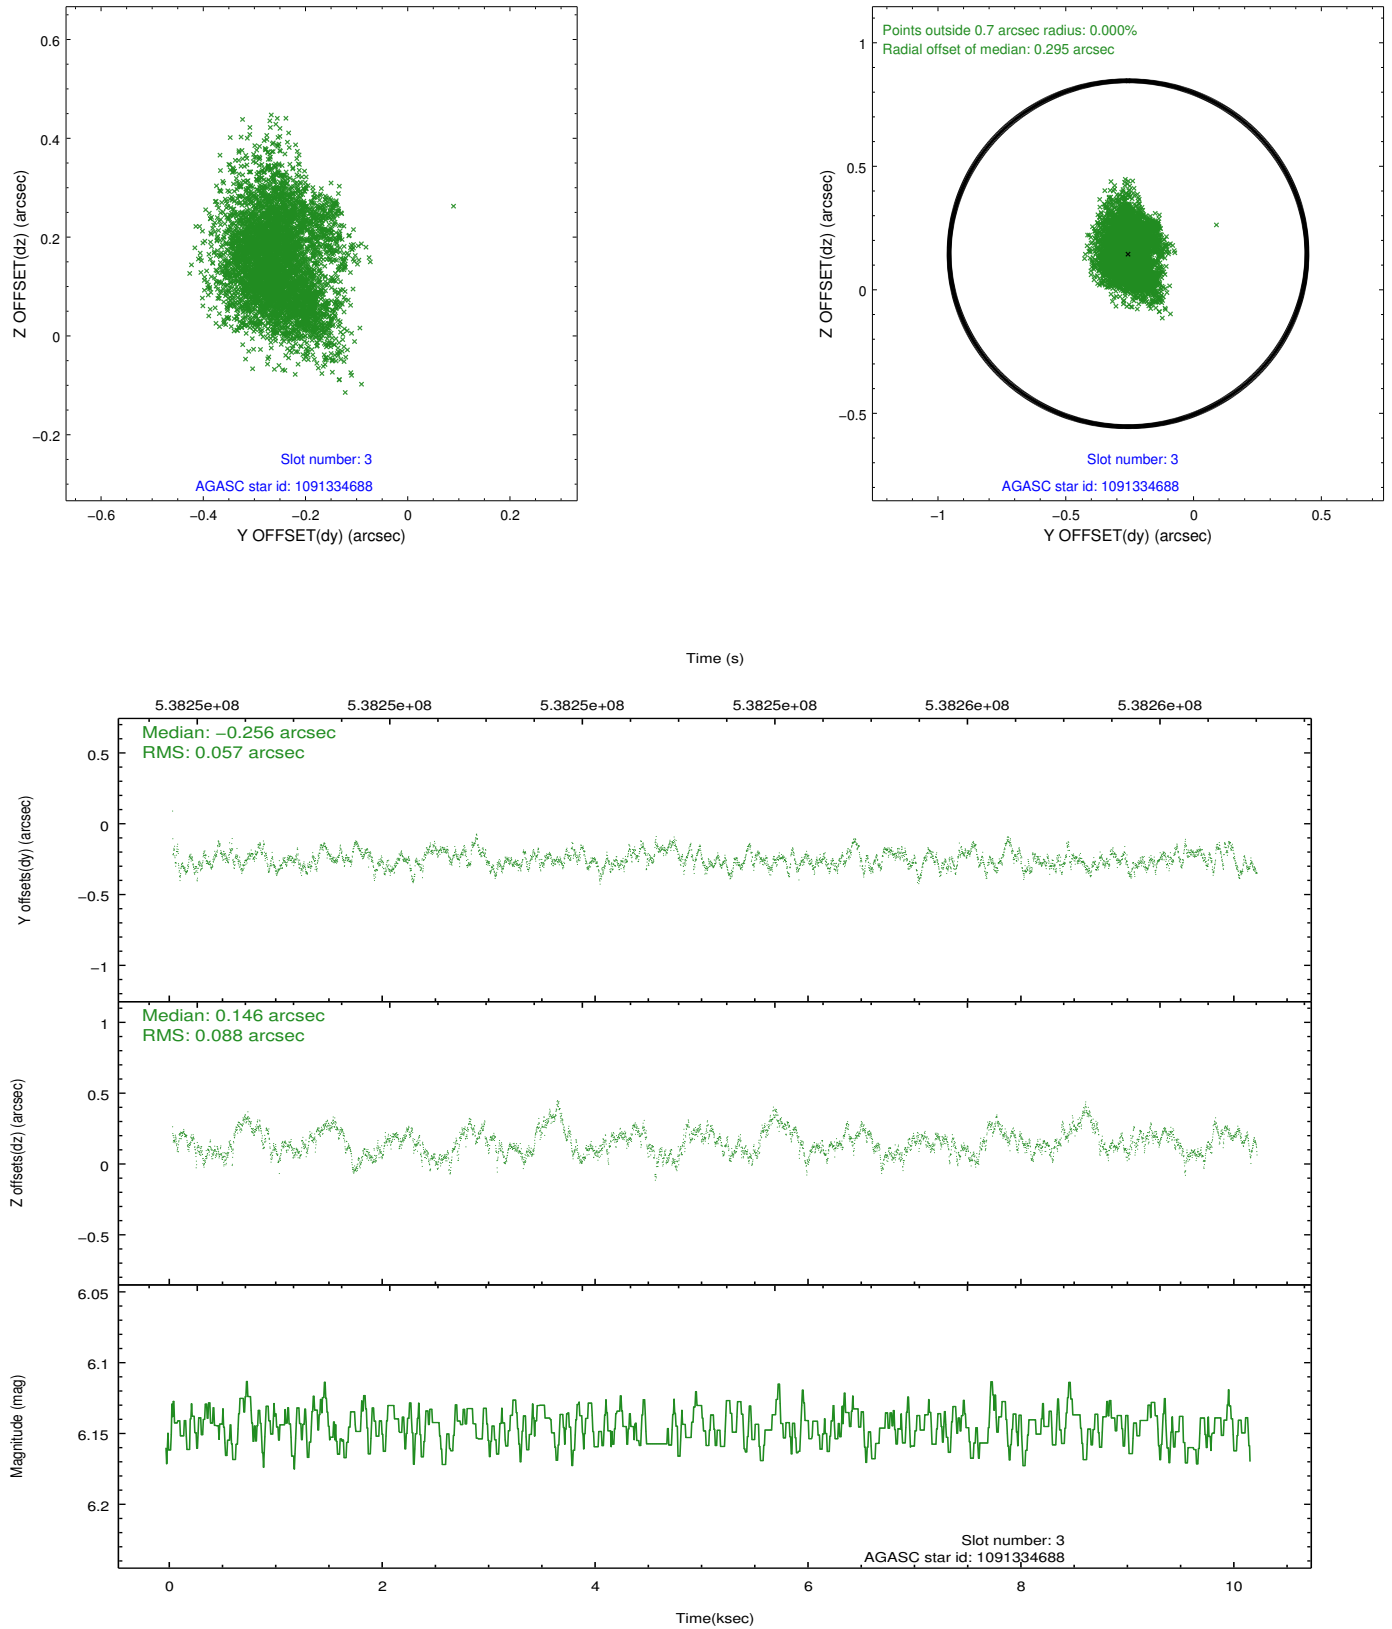 0.6
0.4
0.2
0
−0.2
Z OFFSET(dz) (arcsec)
Slot number: 3
AGASC star id: 1091334688
−0.6
−0.4
−0.2
0
0.2
Y OFFSET(dy) (arcsec)
Points outside 0.7 arcsec radius: 0.000%
Radial offset of median: 0.295 arcsec
1
0.5
0
−0.5
Z OFFSET(dz) (arcsec)
Slot number: 3
AGASC star id: 1091334688
−1
−0.5
0
0.5
Y OFFSET(dy) (arcsec)
Time (s)
5.3825e+08
5.3825e+08
5.3825e+08
5.3825e+08
5.3826e+08
5.3826e+08
Median: −0.256 arcsec
RMS: 0.057 arcsec
0.5
0
−0.5
−1
Y offsets(dy) (arcsec)
Median: 0.146 arcsec
RMS: 0.088 arcsec
1
0.5
0
−0.5
Z offsets(dz) (arcsec)
6.05
6.1
6.15
6.2
Magnitude (mag)
Slot number: 3
AGASC star id: 1091334688
0
2
4
6
8
10
Time(ksec)